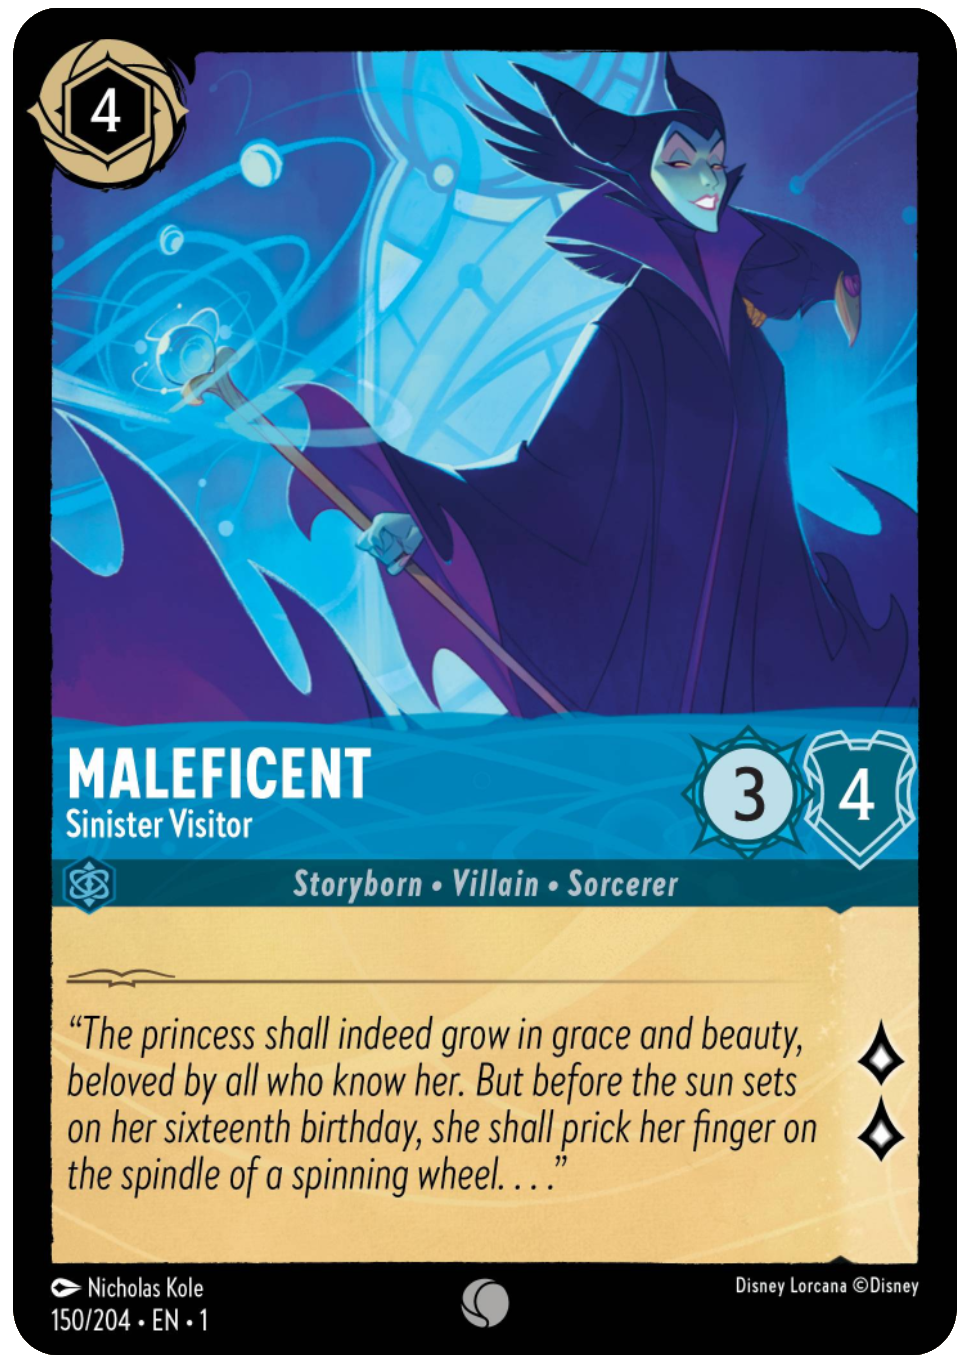 4
MALEFICENT
Sinister Visitor
3
4
Storyborn • Villain • Sorcerer
“The princess shall indeed grow in grace and beauty,
beloved by all who know her. But before the sun sets
on her sixteenth birthday, she shall prick her finger on
the spindle of a spinning wheel. . . .”
Nicholas Kole
150/204 • EN • 1
Disney Lorcana ©Disney